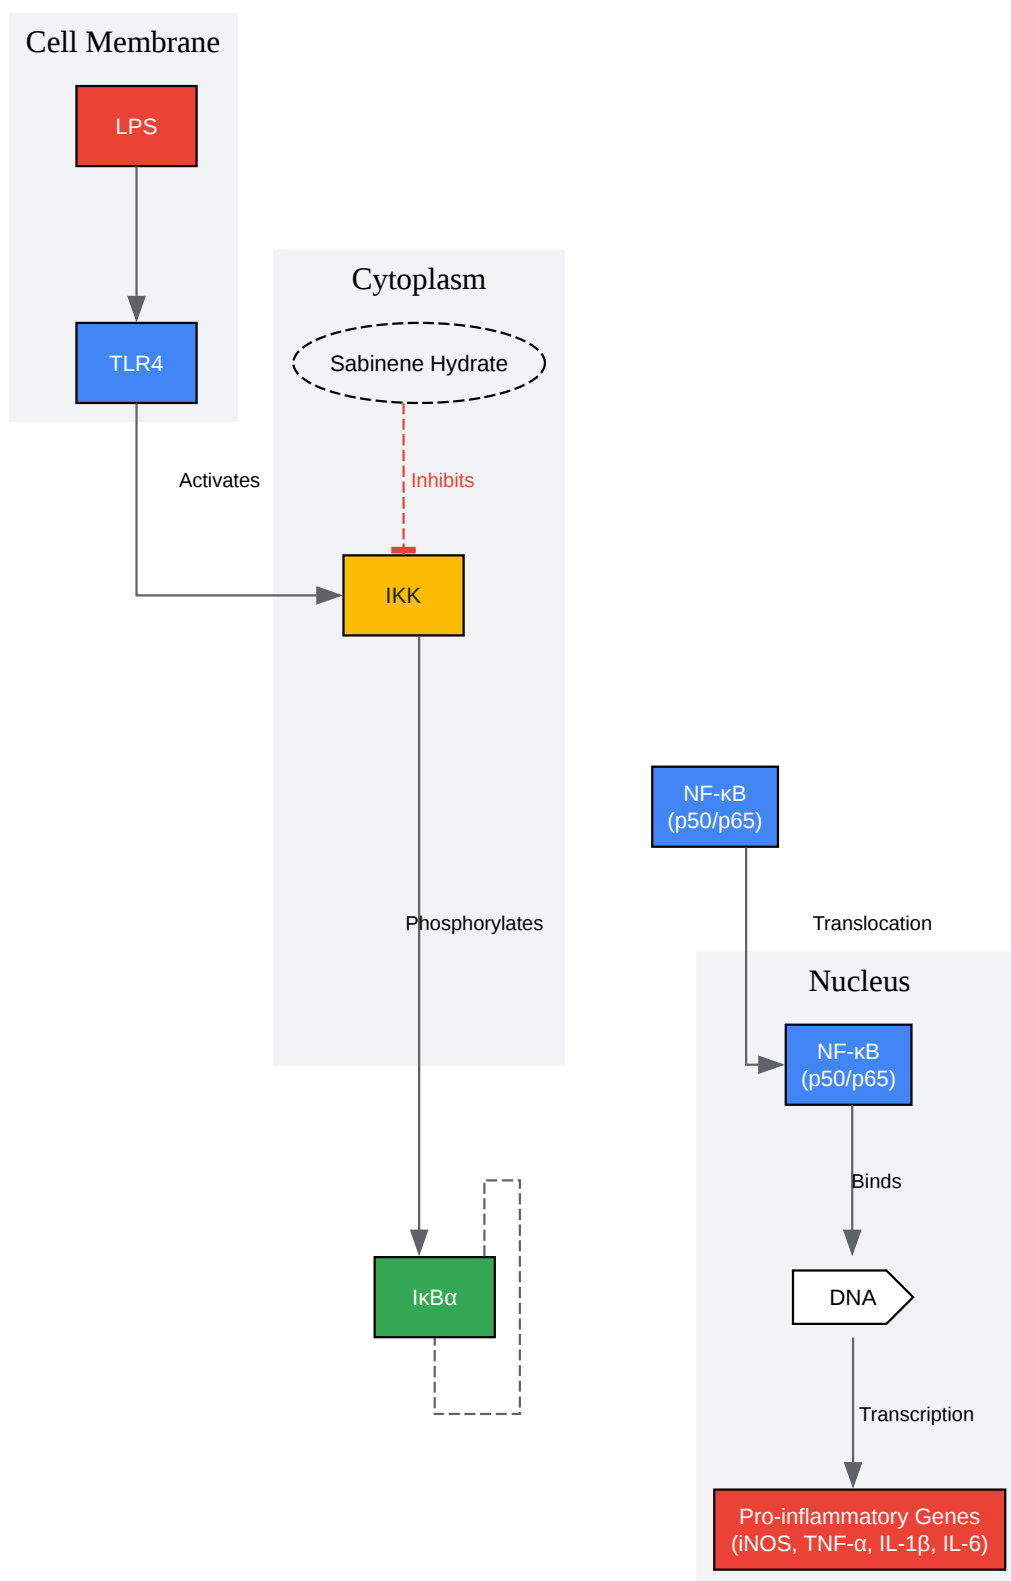 Cell Membrane
LPS
Cytoplasm
TLR4
Sabinene Hydrate
Activates
Inhibits
IKK
NF-κB
(p50/p65)
Phosphorylates
Translocation
Nucleus
NF-κB
(p50/p65)
Binds
IκBα
DNA
Transcription
Pro-inflammatory Genes
(iNOS, TNF-α, IL-1β, IL-6)